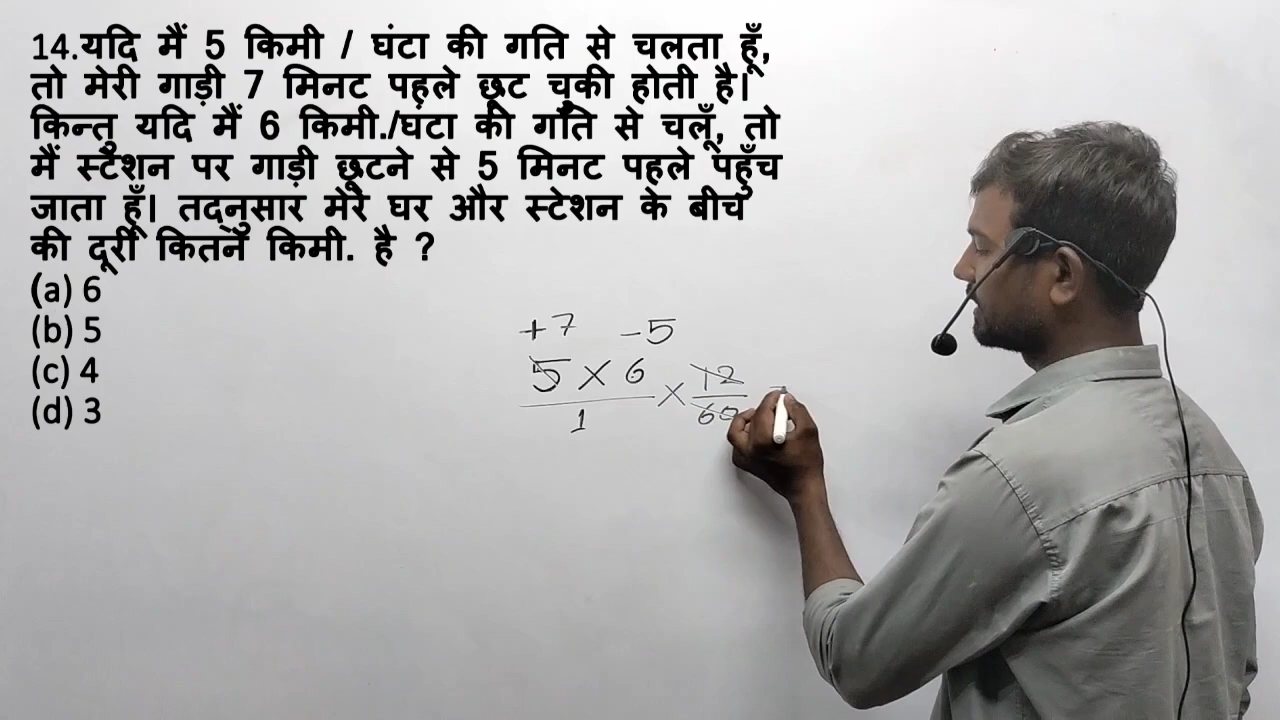 14.यदि मैं 5 किमी / घंटा की गति से चलता हूँ,
तो मेरी गाड़ी 7 मिनट पहले छूट चुकी होती है।
किन्तु यदि मैं 6 किमी./घंटा की गति से चलूँ, तो
मैं स्टेशन पर गाड़ी छूटने से 5 मिनट पहले पहुँच
जाता हूँ। तद्नुसार मेरे घर और स्टेशन के बीच
की दूरी कितने किमी. है ?
(a) 6
(b) 5
(c) 4
(d) 3
+7 -5
5 × 6 × 12
1 60